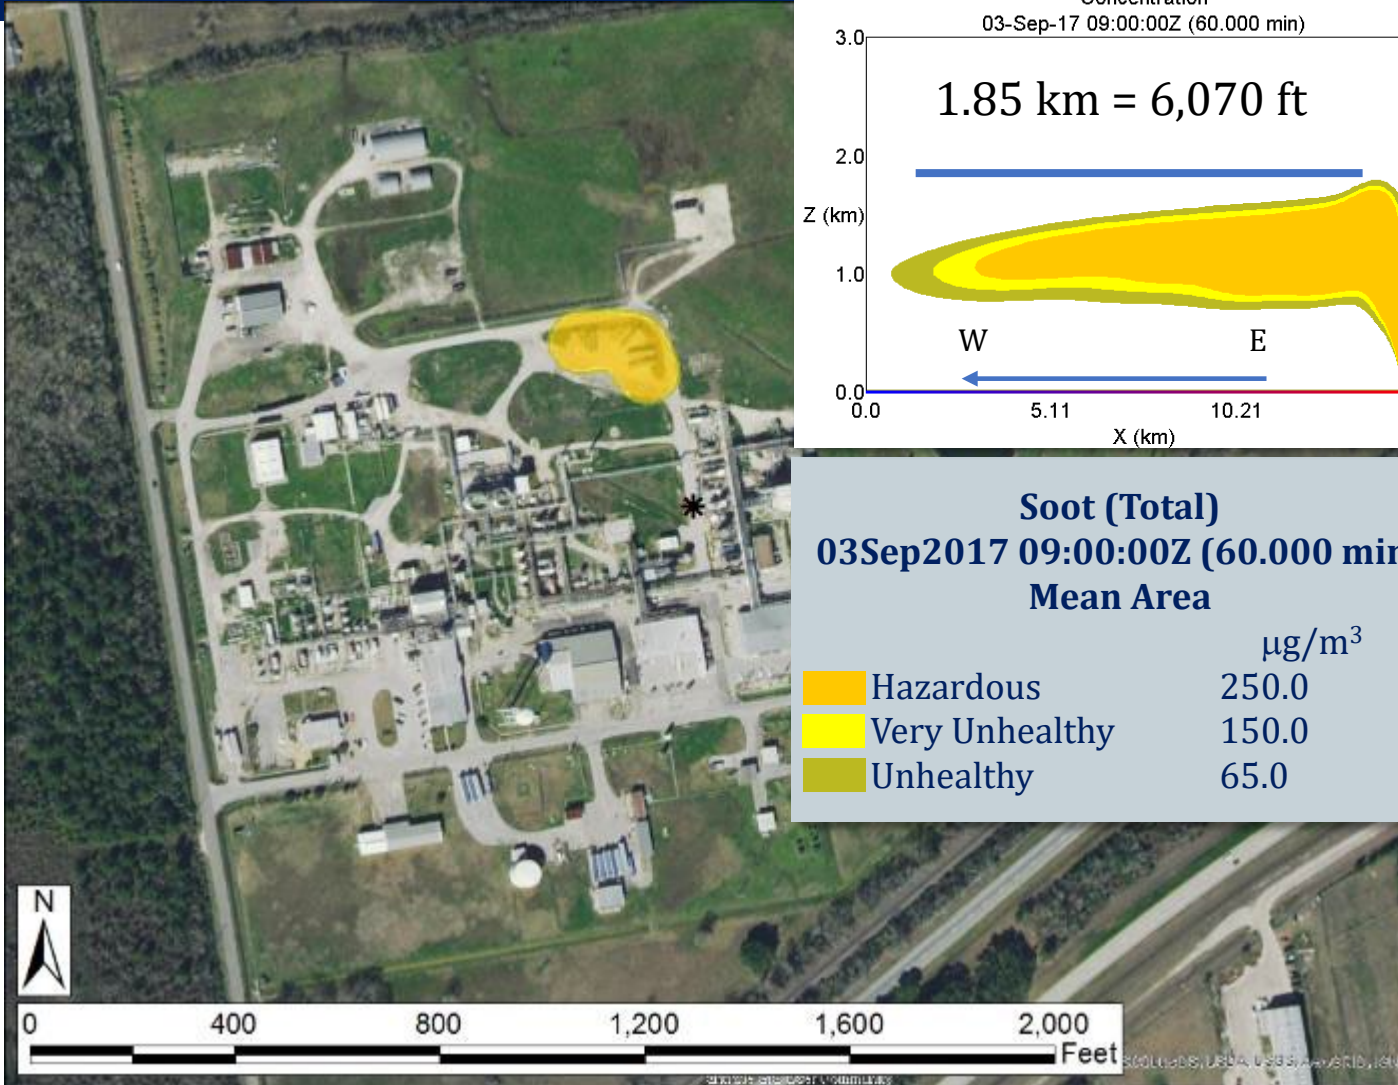 Concentration
03-Sep-17 09:00:00Z (60.000 min)
3.0
1.85 km = 6,070 ft
2.0
Z (km)
1.0
W E
0.0
0.0 5.11 10.21
X (km)
Soot (Total)
03Sep2017 09:00:00Z (60.000 min
Mean Area
µg/m³
Hazardous 250.0
Very Unhealthy 150.0
Unhealthy 65.0
N
0 400 800 1,200 1,600 2,000
Feet